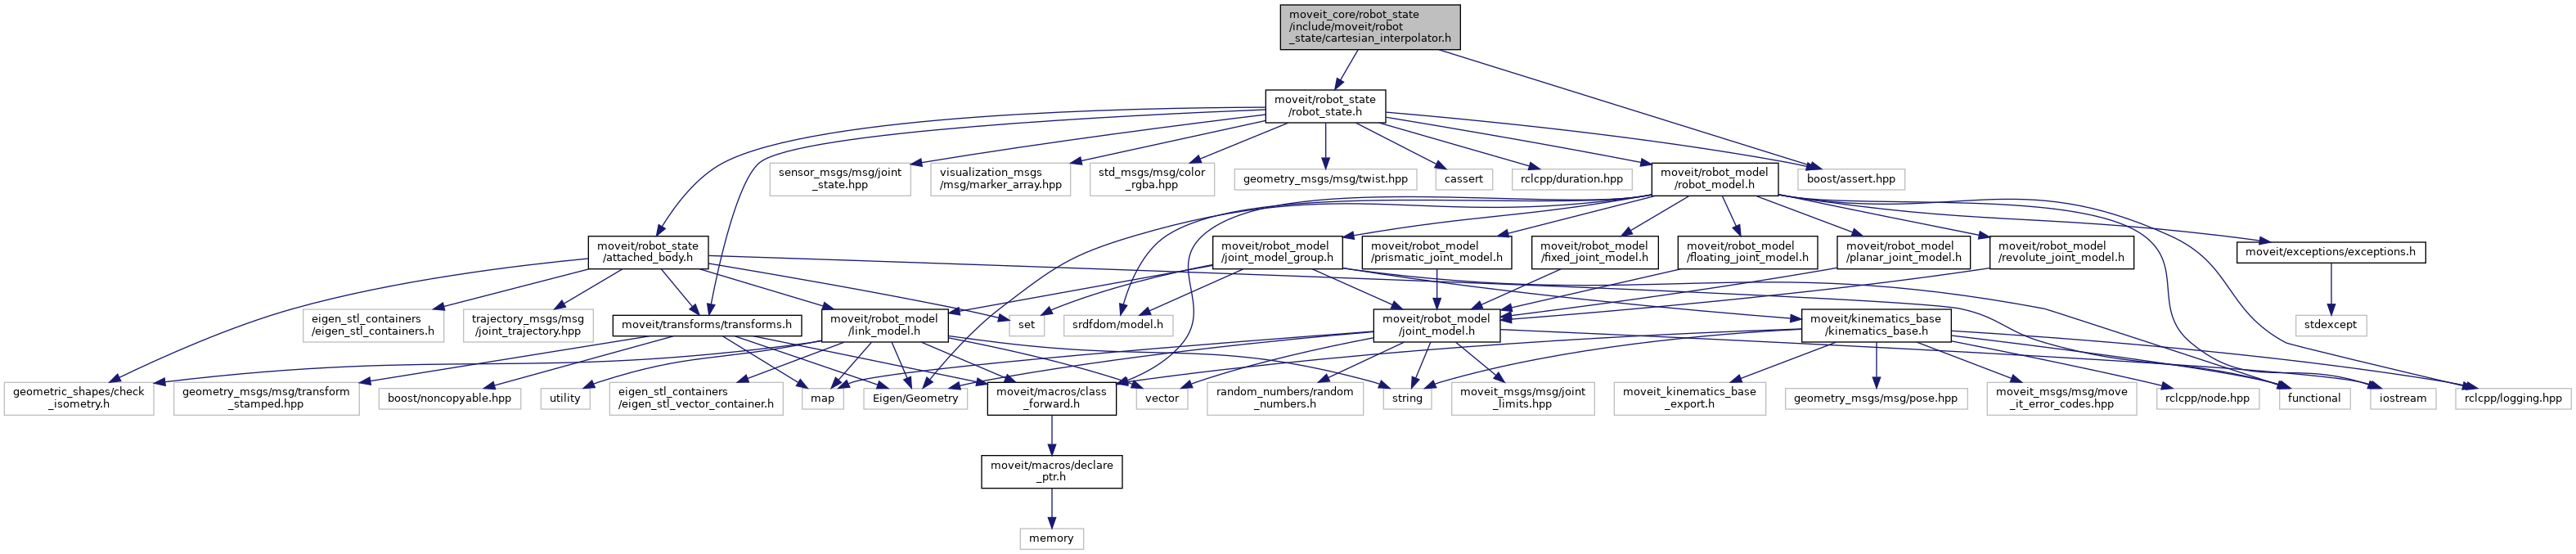 moveit_core/robot_state
/include/moveit/robot
_state/cartesian_interpolator.h
moveit/robot_state
/robot_state.h
sensor_msgs/msg/joint
_state.hpp
visualization_msgs
/msg/marker_array.hpp
std_msgs/msg/color
_rgba.hpp
geometry_msgs/msg/twist.hpp
cassert
rclcpp/duration.hpp
moveit/robot_model
/robot_model.h
boost/assert.hpp
moveit/robot_state
/attached_body.h
moveit/robot_model
/joint_model_group.h
moveit/robot_model
/prismatic_joint_model.h
moveit/robot_model
/fixed_joint_model.h
moveit/robot_model
/floating_joint_model.h
moveit/robot_model
/planar_joint_model.h
moveit/robot_model
/revolute_joint_model.h
moveit/exceptions/exceptions.h
eigen_stl_containers
/eigen_stl_containers.h
trajectory_msgs/msg
/joint_trajectory.hpp
moveit/transforms/transforms.h
moveit/robot_model
/link_model.h
set
srdfdom/model.h
moveit/robot_model
/joint_model.h
moveit/kinematics_base
/kinematics_base.h
stdexcept
geometric_shapes/check
_isometry.h
geometry_msgs/msg/transform
_stamped.hpp
boost/noncopyable.hpp
utility
eigen_stl_containers
/eigen_stl_vector_container.h
map
Eigen/Geometry
moveit/macros/class
_forward.h
vector
random_numbers/random
_numbers.h
string
moveit_msgs/msg/joint
_limits.hpp
moveit_kinematics_base
_export.h
geometry_msgs/msg/pose.hpp
moveit_msgs/msg/move
_it_error_codes.hpp
rclcpp/node.hpp
functional
iostream
rclcpp/logging.hpp
moveit/macros/declare
_ptr.h
memory